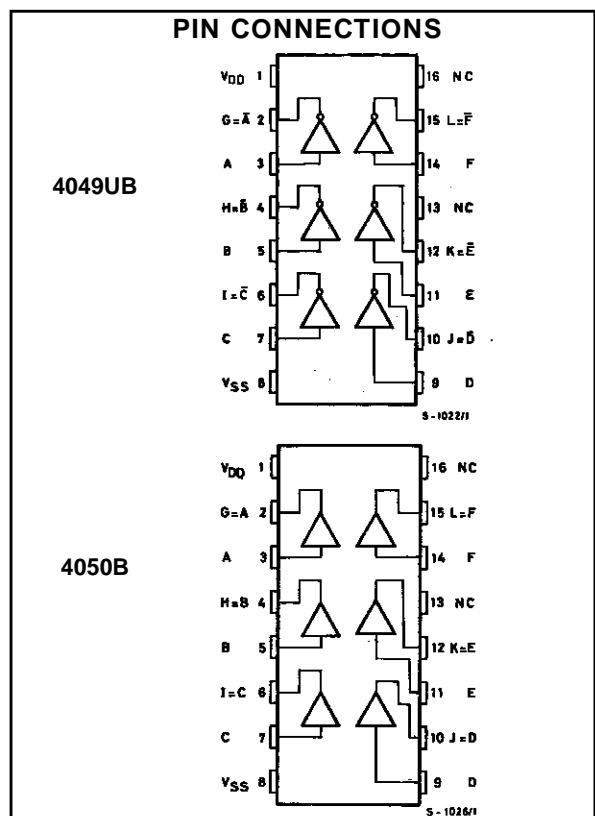 PIN CONNECTIONS
4049UB
VDD 1
16 NC
G=A̅ 2
15 L=F̅
A 3
14 F
H=B̅ 4
13 NC
B 5
12 K=E̅
I=C̅ 6
11 E
C 7
10 J=D̅
VSS 8
9 D
S-1022/1
4050B
VDD 1
16 NC
G=A 2
15 L=F
A 3
14 F
H=B 4
13 NC
B 5
12 K=E
I=C 6
11 E
C 7
10 J=D
VSS 8
9 D
S-1026/1